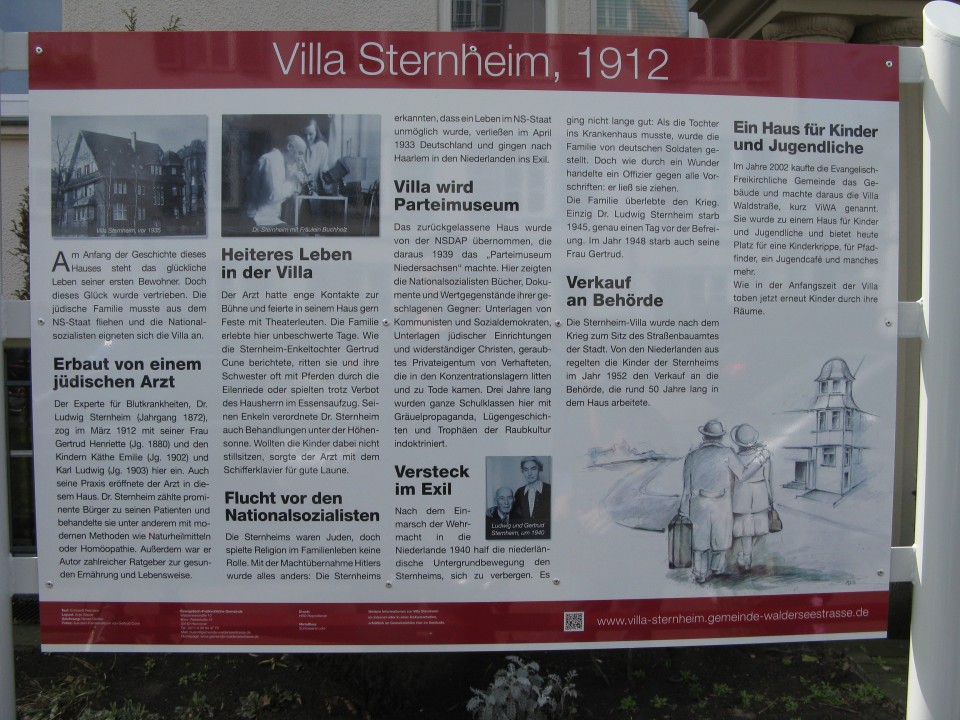 Villa Sternheim, 1912
Villa Sternheim, vor 1935
Am Anfang der Geschichte dieses
Hauses steht das glückliche
Leben seiner ersten Bewohner. Doch
dieses Glück wurde vertrieben. Die
jüdische Familie musste aus dem
NS-Staat fliehen und die National-
sozialisten eigneten sich die Villa an.
Erbaut von einem
jüdischen Arzt
Der Experte für Blutkrankheiten, Dr.
Ludwig Sternheim (Jahrgang 1872),
zog im März 1912 mit seiner Frau
Gertrud Henriette (Jg. 1880) und den
Kindern Käthe Emilie (Jg. 1902) und
Karl Ludwig (Jg. 1903) hier ein. Auch
seine Praxis eröffnete der Arzt in die-
sem Haus. Dr. Sternheim zählte promi-
nente Bürger zu seinen Patienten und
behandelte sie unter anderem mit mo-
dernen Methoden wie Naturheilmitteln
oder Homöopathie. Außerdem war er
Autor zahlreicher Ratgeber zur gesun-
den Ernährung und Lebensweise.
Dr. Sternheim mit Fräulein Buchholz
Heiteres Leben
in der Villa
Der Arzt hatte enge Kontakte zur
Bühne und feierte in seinem Haus gern
Feste mit Theaterleuten. Die Familie
erlebte hier unbeschwerte Tage. Wie
die Sternheim-Enkeltochter Gertrud
Cune berichtete, ritten sie und ihre
Schwester oft mit Pferden durch die
Eilenriede oder spielten trotz Verbot
des Hausherrn im Essensaufzug. Sei-
nen Enkeln verordnete Dr. Sternheim
auch Behandlungen unter der Höhen-
sonne. Wollten die Kinder dabei nicht
stillsitzen, sorgte der Arzt mit dem
Schifferklavier für gute Laune.
Flucht vor den
Nationalsozialisten
Die Sternheims waren Juden, doch
spielte Religion im Familienleben keine
Rolle. Mit der Machtübernahme Hitlers
wurde alles anders: Die Sternheims
erkannten, dass ein Leben im NS-Staat
unmöglich wurde, verließen im April
1933 Deutschland und gingen nach
Haarlem in den Niederlanden ins Exil.
Villa wird
Parteimuseum
Das zurückgelassene Haus wurde
von der NSDAP übernommen, die
daraus 1939 das „Parteimuseum
Niedersachsen" machte. Hier zeigten
die Nationalsozialisten Bücher, Doku-
mente und Wertgegenstände ihrer ge-
schlagenen Gegner: Unterlagen von
Kommunisten und Sozialdemokraten,
Unterlagen jüdischer Einrichtungen
und widerständiger Christen, geraub-
tes Privateigentum von Verhafteten,
die in den Konzentrationslagern litten
und zu Tode kamen. Drei Jahre lang
wurden ganze Schulklassen hier mit
Gräuelpropaganda, Lügengeschich-
ten und Trophäen der Raubkultur
indoktriniert.
Versteck
im Exil
Nach dem Ein-
marsch der Wehr-
macht in die
Niederlande 1940 half die niederlän-
dische Untergrundbewegung den
Sternheims, sich zu verbergen. Es
Ludwig und Gertrud
Sternheim, um 1940
ging nicht lange gut: Als die Tochter
ins Krankenhaus musste, wurde die
Familie von deutschen Soldaten ge-
stellt. Doch wie durch ein Wunder
handelte ein Offizier gegen alle Vor-
schriften: er ließ sie ziehen.
Die Familie überlebte den Krieg.
Einzig Dr. Ludwig Sternheim starb
1945, genau einen Tag vor der Befrei-
ung. Im Jahr 1948 starb auch seine
Frau Gertrud.
Verkauf
an Behörde
Die Sternheim-Villa wurde nach dem
Krieg zum Sitz des Straßenbauamtes
der Stadt. Von den Niederlanden aus
regelten die Kinder der Sternheims
im Jahr 1952 den Verkauf an die
Behörde, die rund 50 Jahre lang in
dem Haus arbeitete.
Ein Haus für Kinder
und Jugendliche
Im Jahre 2002 kaufte die Evangelisch-
Freikirchliche Gemeinde das Ge-
bäude und machte daraus die Villa
Waldstraße, kurz ViWA genannt.
Sie wurde zu einem Haus für Kinder
und Jugendliche und bietet heute
Platz für eine Kinderkrippe, für Pfad-
finder, ein Jugendcafé und manches
mehr.
Wie in der Anfangszeit der Villa
toben jetzt erneut Kinder durch ihre
Räume.
www.villa-sternheim.gemeinde-walderseestrasse.de